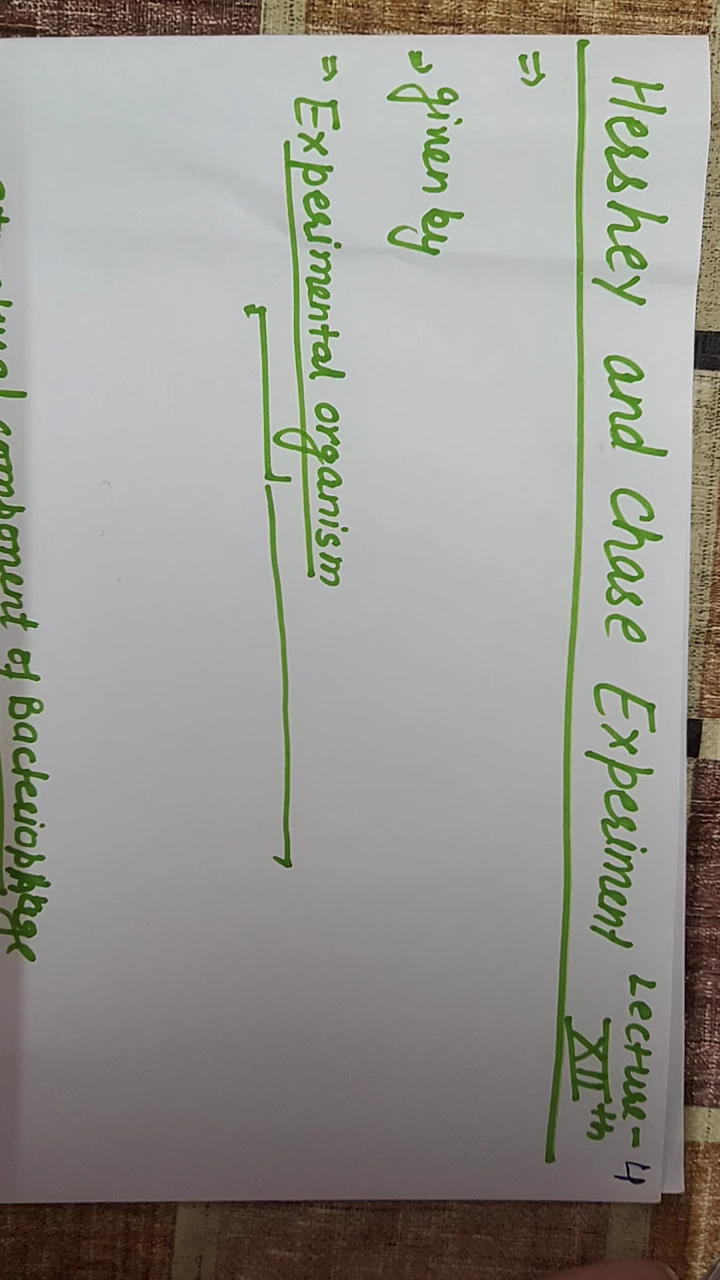 Hershey and chase Experiment Lecture-4
XIIth
⇒
⇒ given by
⇒ Experimental organism
component of Bacteriophage